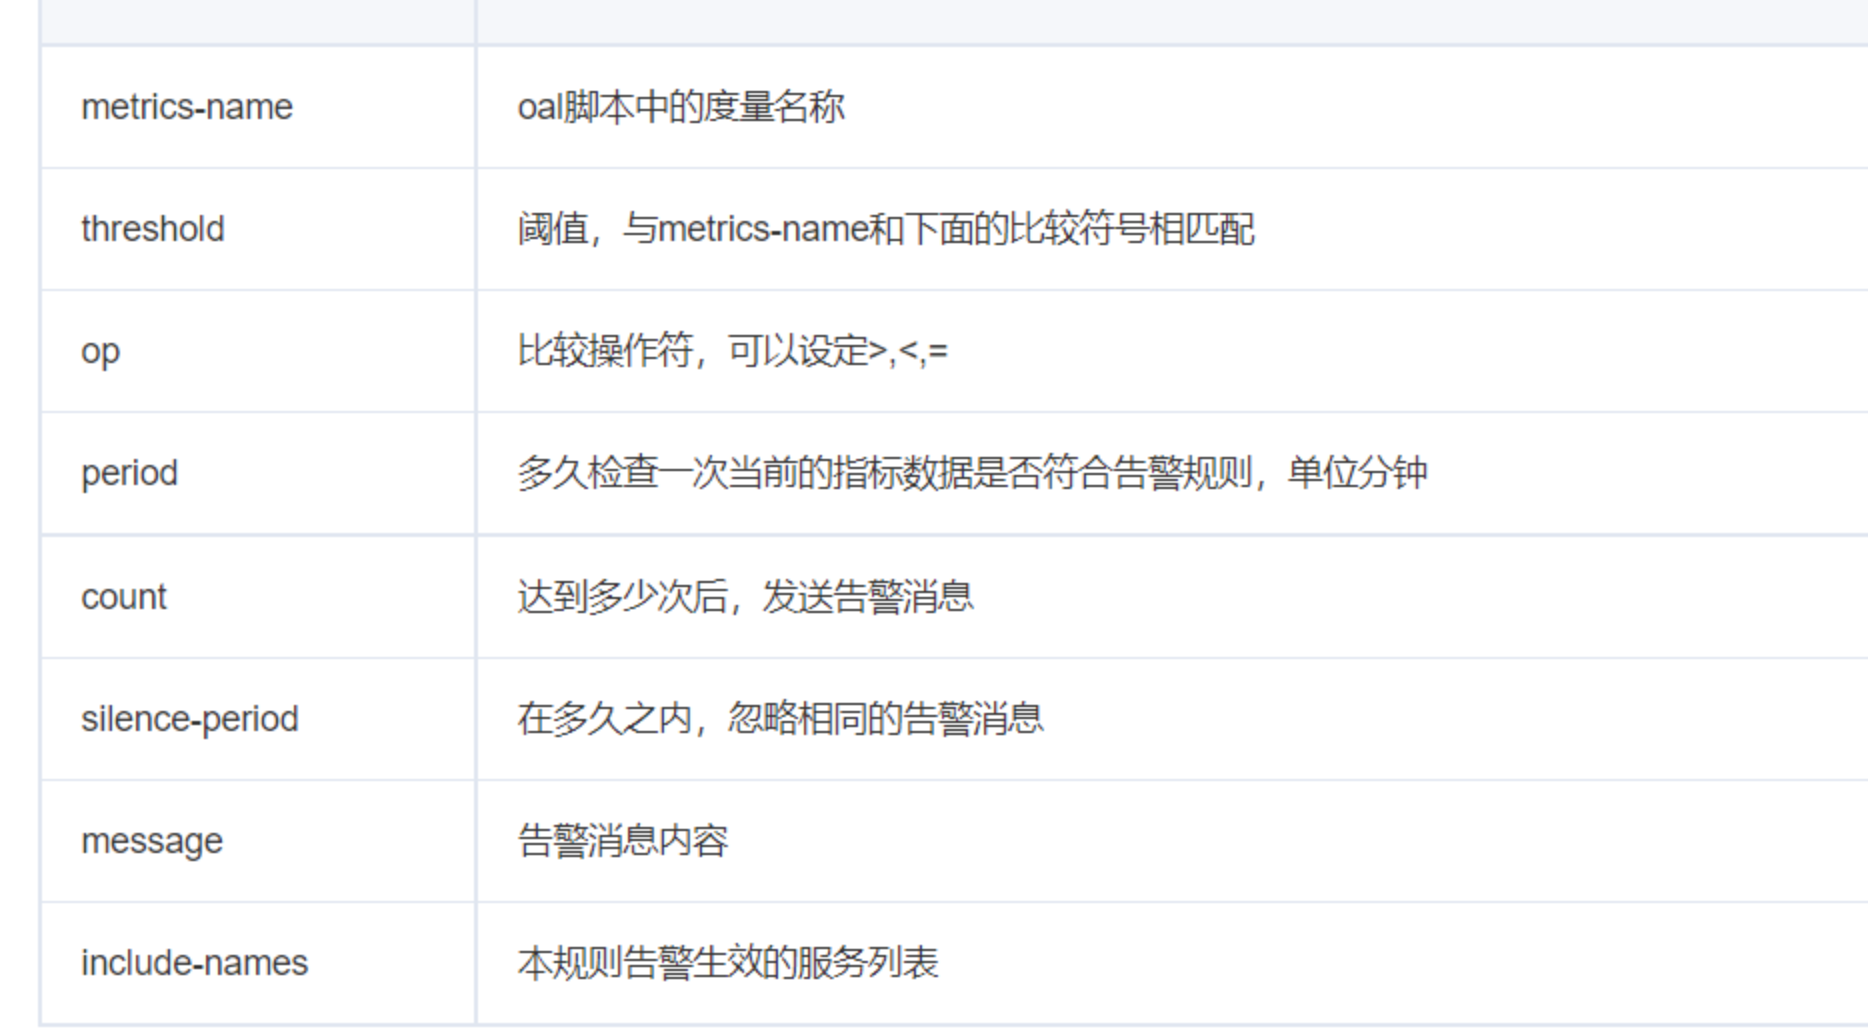 metrics-name oal脚本中的度量名称
threshold 阈值，与metrics-name和下面的比较符号相匹配
op 比较操作符，可以设定>,<,=
period 多久检查一次当前的指标数据是否符合告警规则，单位分钟
count 达到多少次后，发送告警消息
silence-period 在多久之内，忽略相同的告警消息
message 告警消息内容
include-names 本规则告警生效的服务列表